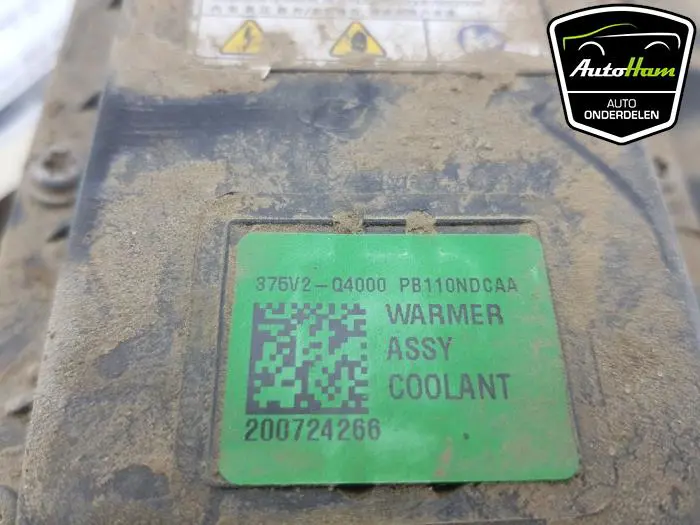 AutoHam
AUTO
ONDERDELEN
375V2-Q4000 PB110NDCAA
WARMER
ASSY
COOLANT
200724266